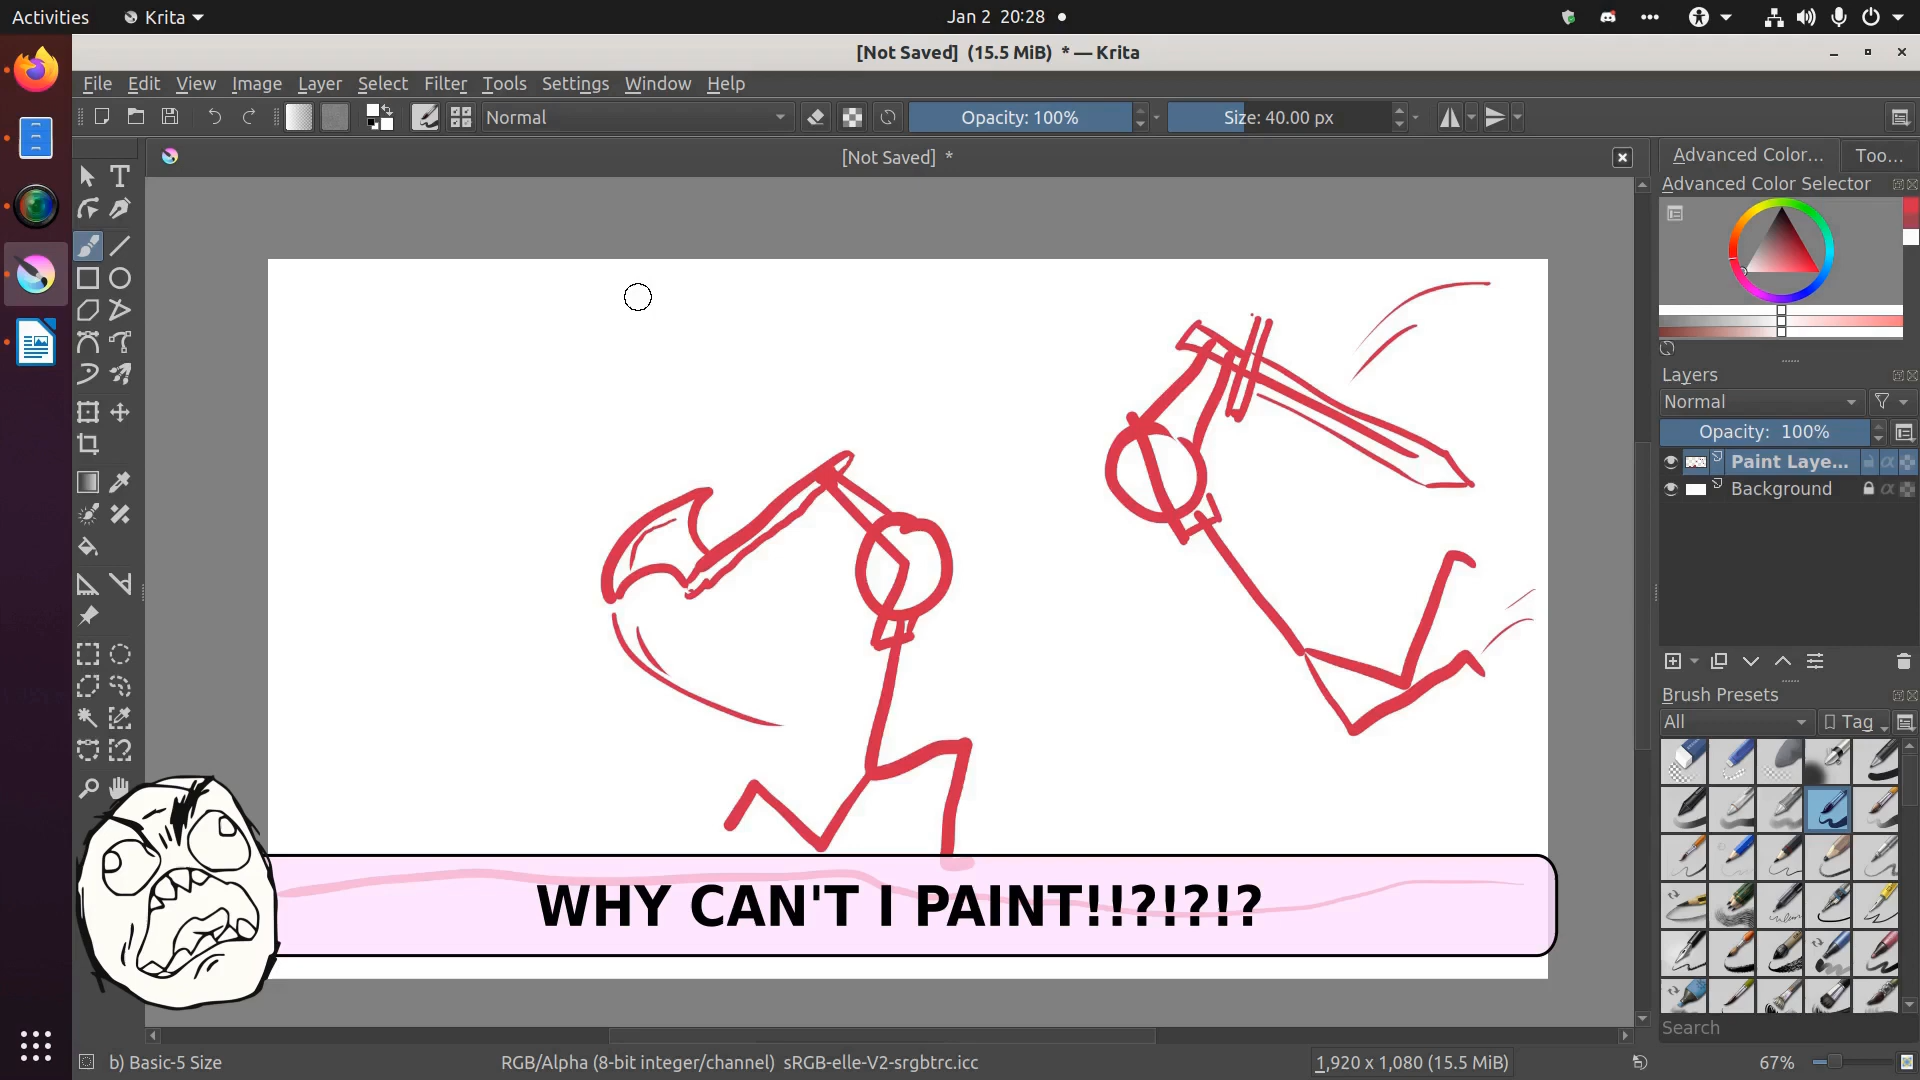 Activities Krita Jan 2 20:28
[Not Saved] (15.5 MiB) * — Krita
File Edit View Image Layer Select Filter Tools Settings Window Help
Normal Opacity: 100% Size: 40.00 px
[Not Saved] *
Advanced Color... Too...
Advanced Color Selector
Layers
Normal
Opacity: 100%
Paint Laye...
Background
Brush Presets
All Tag
WHY CAN'T I PAINT!!?!?!?
Search
b) Basic-5 Size RGB/Alpha (8-bit integer/channel) sRGB-elle-V2-srgbtrc.icc 1,920 x 1,080 (15.5 MiB) 67%